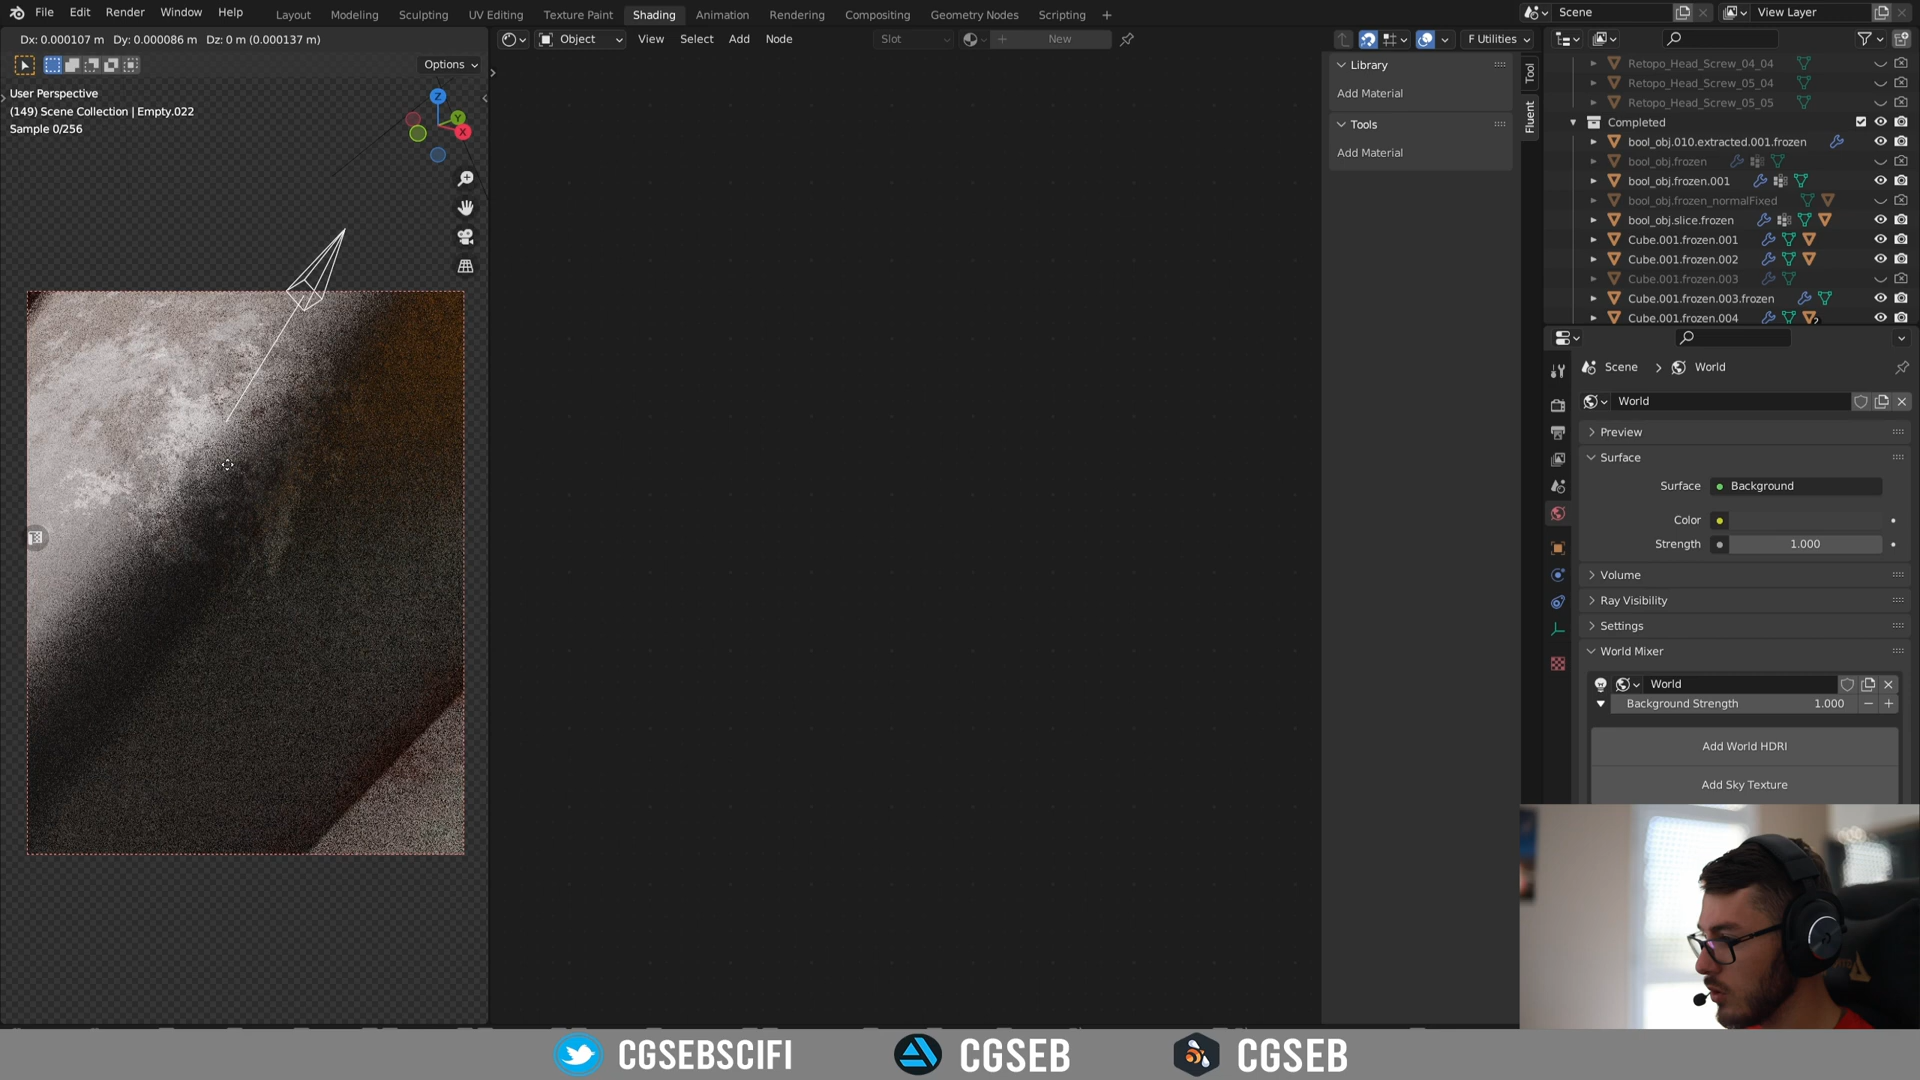 File Edit Render Window Help
Layout Modeling Sculpting UV Editing Texture Paint Shading Animation Rendering Compositing Geometry Nodes Scripting +
Scene View Layer
Dx: 0.000107 m Dy: 0.000086 m Dz: 0 m (0.000137 m)
Object View Select Add Node Slot New F Utilities
Options
User Perspective
(149) Scene Collection | Empty.022
Sample 0/256
Z
Y
X
Library
Add Material
Tools
Add Material
Tool
Fluent
Retopo_Head_Screw_04_04
Retopo_Head_Screw_05_04
Retopo_Head_Screw_05_05
Completed
bool_obj.010.extracted.001.frozen
bool_obj.frozen
bool_obj.frozen.001
bool_obj.frozen_normalFixed
bool_obj.slice.frozen
Cube.001.frozen.001
Cube.001.frozen.002
Cube.001.frozen.003
Cube.001.frozen.003.frozen
Cube.001.frozen.004 2
Scene > World
World
Preview
Surface
Surface Background
Color
Strength 1.000
Volume
Ray Visibility
Settings
World Mixer
World
Background Strength 1.000
Add World HDRI
Add Sky Texture
CGSEBSCIFI CGSEB CGSEB